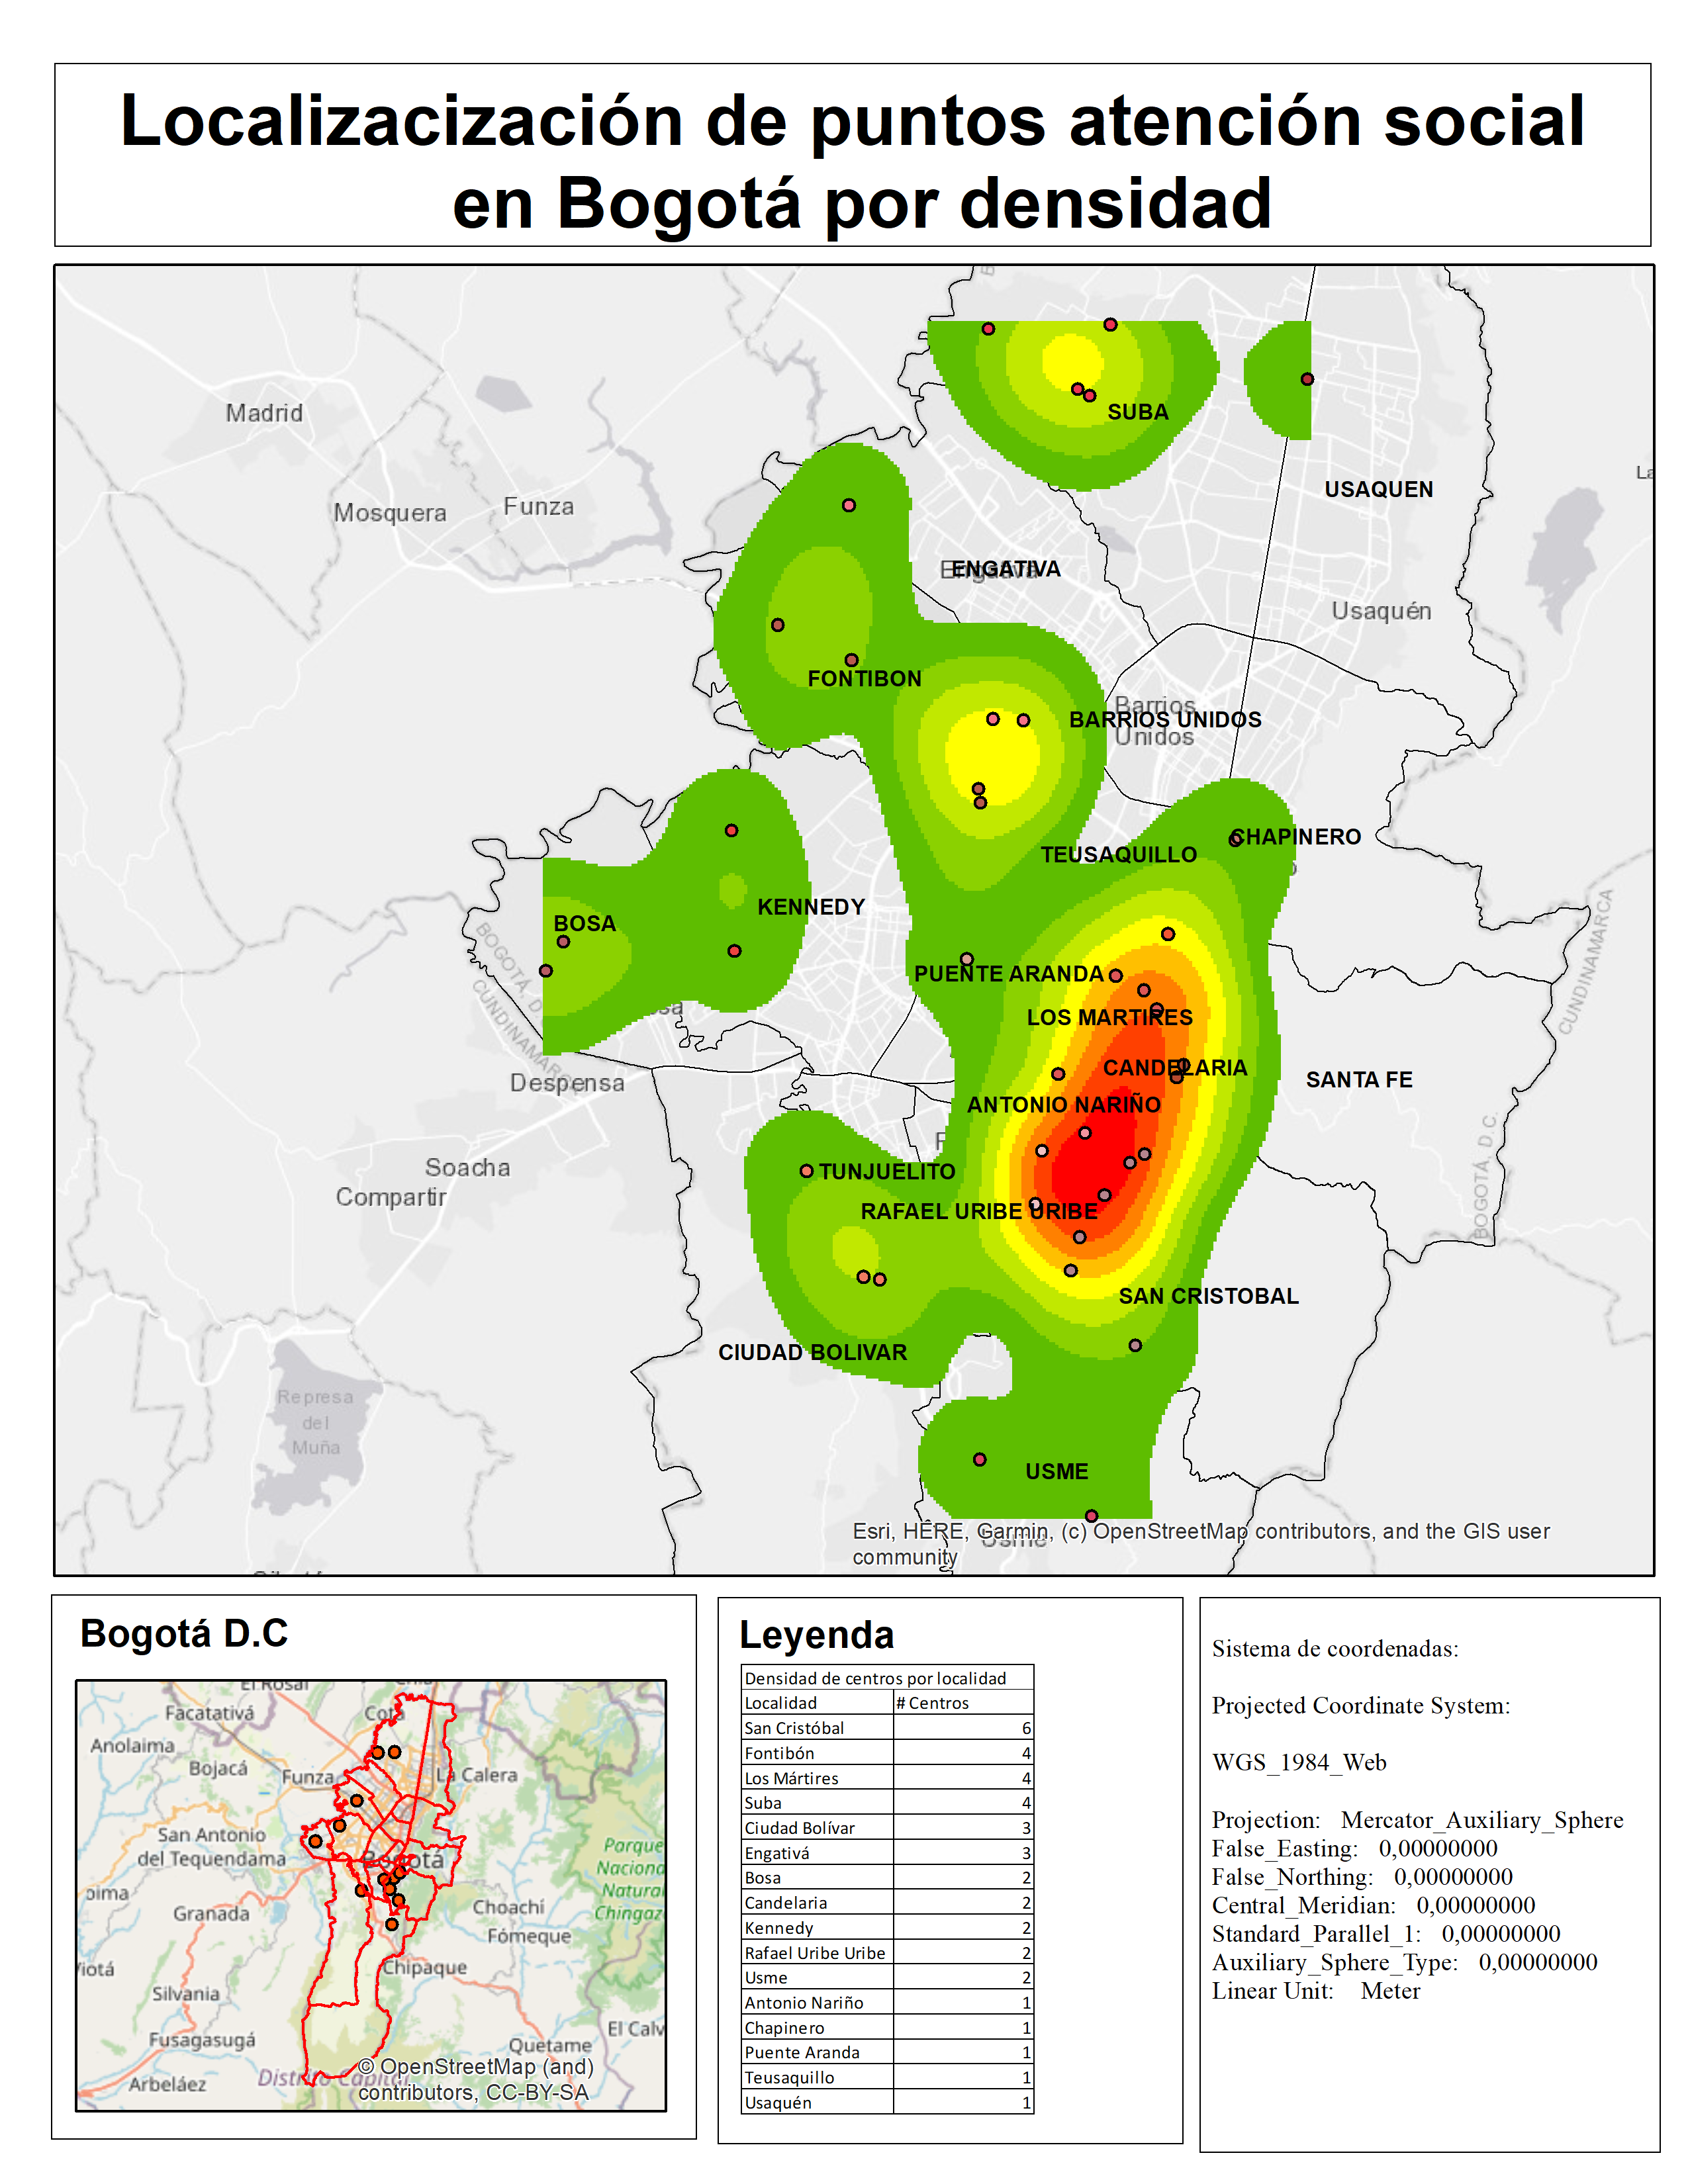 Localizacización de puntos atención social
en Bogotá por densidad
Madrid
Mosquera
Funza
La
SUBA
USAQUEN
ENGATIVA
Engativá
Usaquén
FONTIBON
Barrios
Unidos
BARRIOS UNIDOS
CHAPINERO
TEUSAQUILLO
KENNEDY
BOSA
BOGOTÁ, D.C.
CUNDINAMARCA
CUNDINAMARCA
PUENTE ARANDA
LOS MARTIRES
CANDELARIA
SANTA FE
Despensa
ANTONIO NARIÑO
BOGOTÁ, D.C.
Soacha
Compartir
TUNJUELITO
RAFAEL URIBE URIBE
SAN CRISTOBAL
CIUDAD BOLIVAR
Represa
del
Muña
USME
Usme
Esri, HERE, Garmin, (c) OpenStreetMap contributors, and the GIS user
community
Bogotá D.C
El Rosal
Facatativá
Cota
Anolaima
Bojacá
Funza
La Calera
San Antonio
del Tequendama
Bogotá
Parque
Naciona
Natura
Chingaz
Granada
Choachí
Fómeque
Chipaque
Silvania
Fusagasugá
El Calv
Quetame
Arbeláez
Distrito Capital
© OpenStreetMap (and)
contributors, CC-BY-SA
Leyenda
Densidad de centros por localidad
Localidad # Centros
San Cristóbal 6
Fontibón 4
Los Mártires 4
Suba 4
Ciudad Bolívar 3
Engativá 3
Bosa 2
Candelaria 2
Kennedy 2
Rafael Uribe Uribe 2
Usme 2
Antonio Nariño 1
Chapinero 1
Puente Aranda 1
Teusaquillo 1
Usaquén 1
Sistema de coordenadas:
Projected Coordinate System:
WGS_1984_Web
Projection: Mercator_Auxiliary_Sphere
False_Easting: 0,00000000
False_Northing: 0,00000000
Central_Meridian: 0,00000000
Standard_Parallel_1: 0,00000000
Auxiliary_Sphere_Type: 0,00000000
Linear Unit: Meter